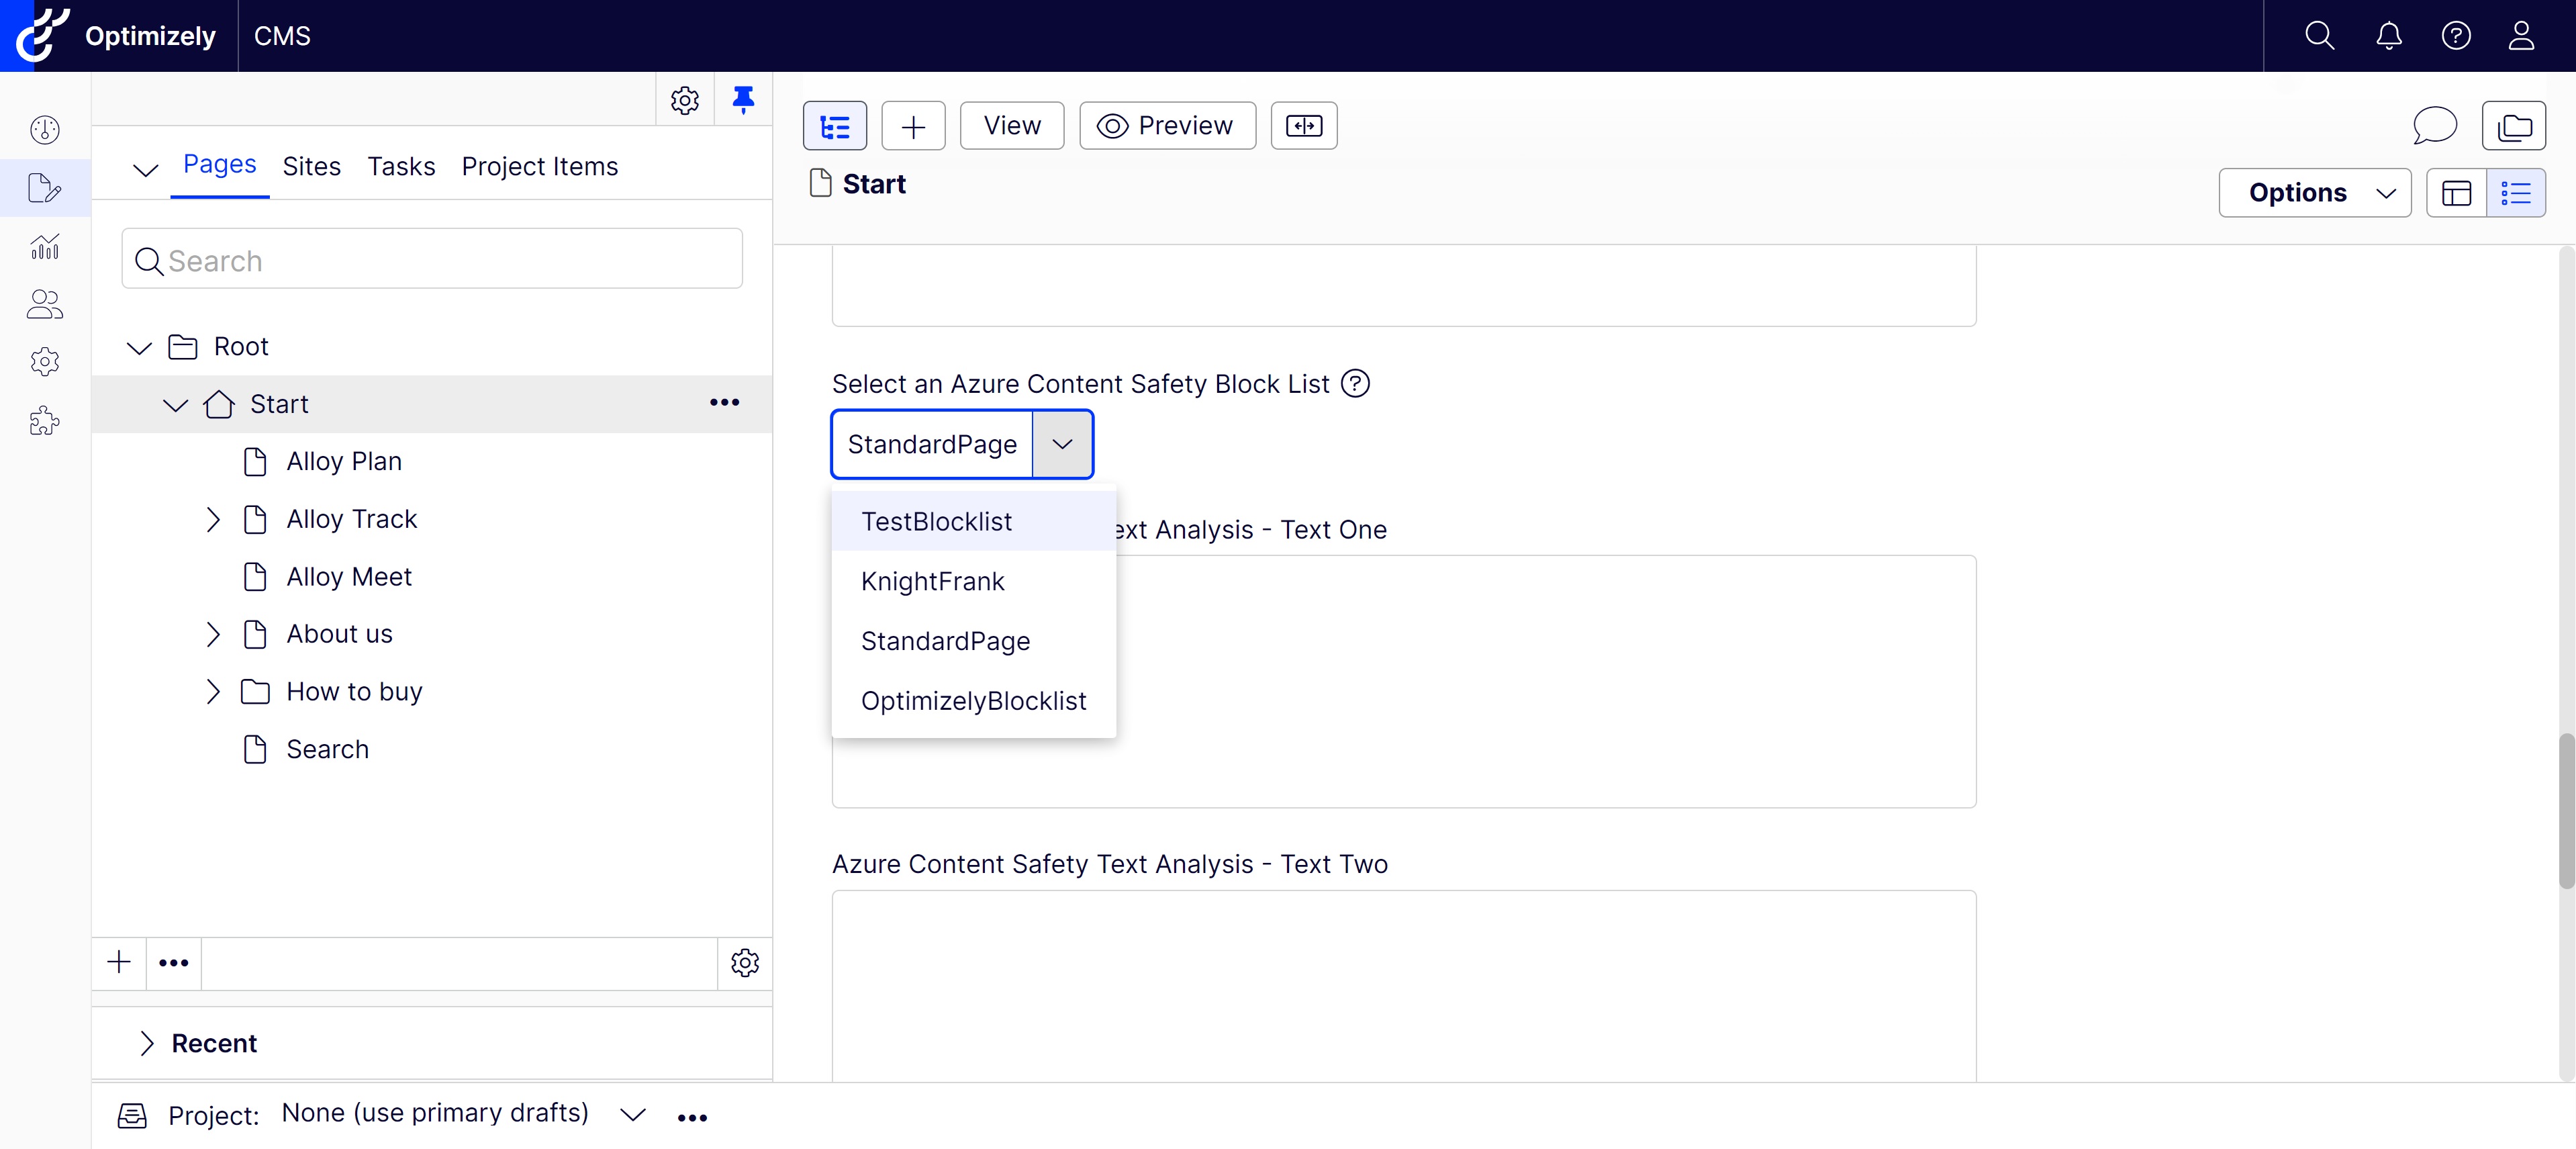 Optimizely CMS
Pages Sites Tasks Project Items
Search
Root
Start
Alloy Plan
Alloy Track
Alloy Meet
About us
How to buy
Search
Recent
View Preview
Start
Options
Select an Azure Content Safety Block List ?
StandardPage
TestBlocklist
KnightFrank
StandardPage
OptimizelyBlocklist
ext Analysis - Text One
Azure Content Safety Text Analysis - Text Two
Project: None (use primary drafts)